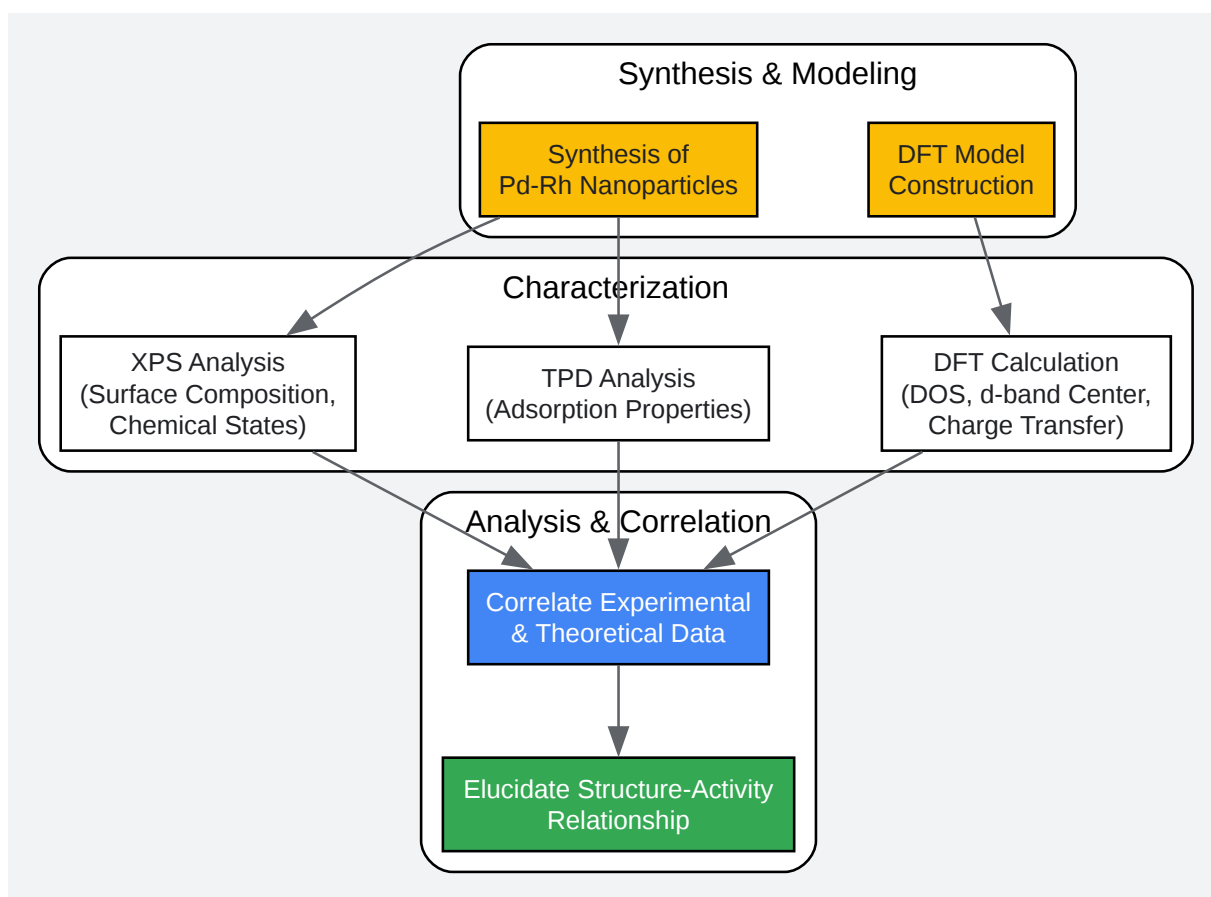 Synthesis & Modeling
Synthesis of
Pd-Rh Nanoparticles
DFT Model
Construction
Characterization
XPS Analysis
(Surface Composition,
Chemical States)
TPD Analysis
(Adsorption Properties)
DFT Calculation
(DOS, d-band Center,
Charge Transfer)
Analysis & Correlation
Correlate Experimental
& Theoretical Data
Elucidate Structure-Activity
Relationship